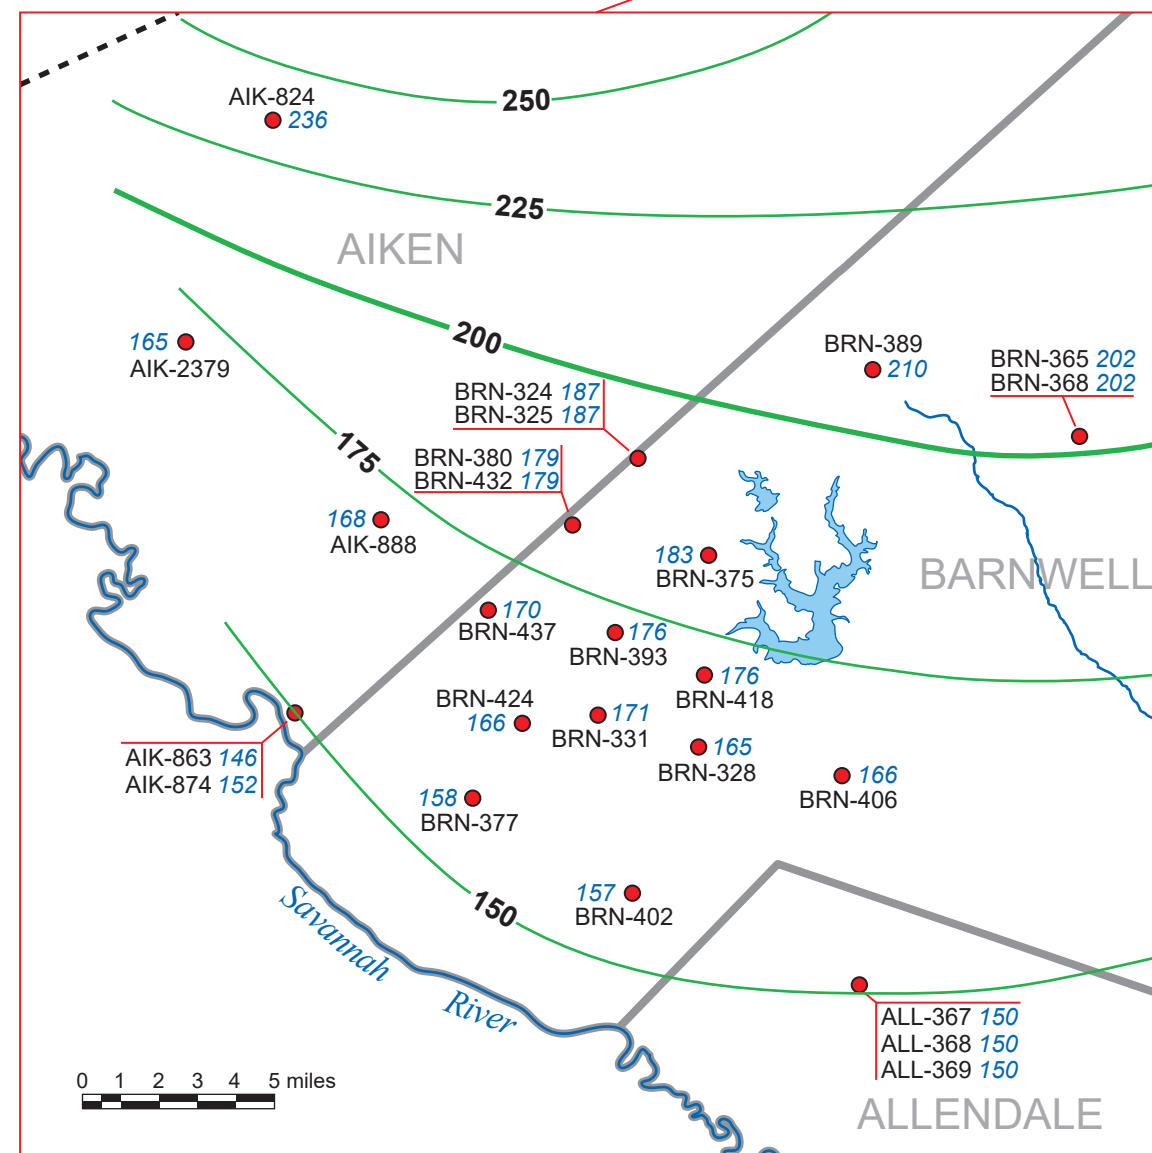 250
AIK-824
236
225
AIKEN
200
165
AIK-2379
BRN-389
210
BRN-365 202
BRN-368 202
BRN-324 187
BRN-325 187
175
BRN-380 179
BRN-432 179
168
AIK-888
183
BRN-375
BARNWELL
170
BRN-437
176
BRN-393
176
BRN-418
BRN-424
166
171
BRN-331
165
BRN-328
AIK-863 146
AIK-874 152
166
BRN-406
158
BRN-377
157
BRN-402
150
Savannah
River
ALL-367 150
ALL-368 150
ALL-369 150
0 1 2 3 4 5 miles
ALLENDALE